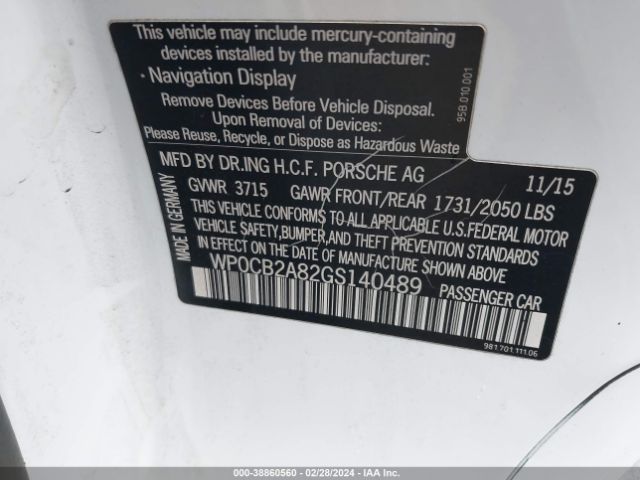 This vehicle may include mercury-containing
devices installed by the manufacturer:
• Navigation Display
Remove Devices Before Vehicle Disposal.
Upon Removal of Devices:
Please Reuse, Recycle, or Dispose as Hazardous Waste
958 010 001
MADE IN GERMANY
MFD BY DR.ING H.C.F. PORSCHE AG 11/15
GVWR 3715 GAWR FRONT/REAR 1731/2050 LBS
THIS VEHICLE CONFORMS TO ALL APPLICABLE U.S.FEDERAL MOTOR
VEHICLE SAFETY,BUMPER,AND THEFT PREVENTION STANDARDS
IN EFFECT ON THE DATE OF MANUFACTURE SHOWN ABOVE
WP0CB2A82GS140489 PASSENGER CAR
981.701.111.06
000-38860560 | 02/28/2024 - IAA Inc.